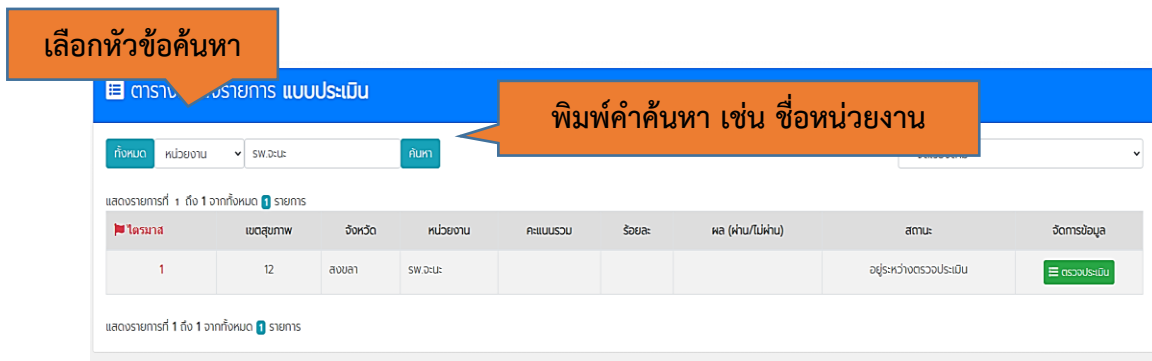 เลือกหัวข้อค้นหา
รายการ แบบประเมิน
พิมพ์คำค้นหา เช่น ชื่อหน่วยงาน
ทั้งหมด หน่วยงาน รพ.จะนะ ค้นหา
แสดงรายการที่ 1 ถึง 1 จากทั้งหมด 1 รายการ
ไตรมาส เขตสุขภาพ จังหวัด หน่วยงาน คะแนนรวม ร้อยละ ผล (ผ่าน/ไม่ผ่าน) สถานะ จัดการข้อมูล
1 12 สงขลา รพ.จะนะ อยู่ระหว่างตรวจประเมิน ตรวจประเมิน
แสดงรายการที่ 1 ถึง 1 จากทั้งหมด 1 รายการ